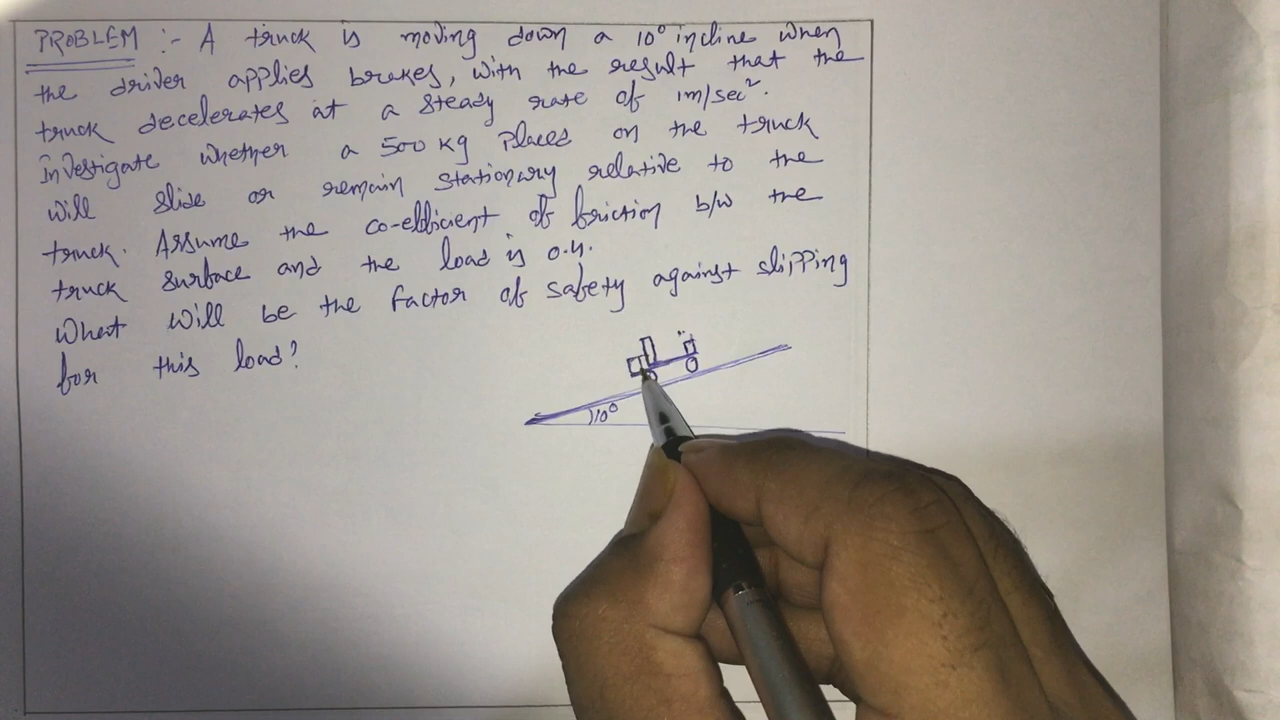 PROBLEM :- A truck is moving down a 10° incline when
the driver applies brakes, with the result that the
truck decelerates at a steady rate of 1m/sec².
Investigate whether a 500 kg places on the truck
will slide or remain stationary relative to the
truck. Assume the co-efficient of friction b/w the
truck surface and the load is 0.4.
What will be the factor of safety against slipping
for this load?
10°